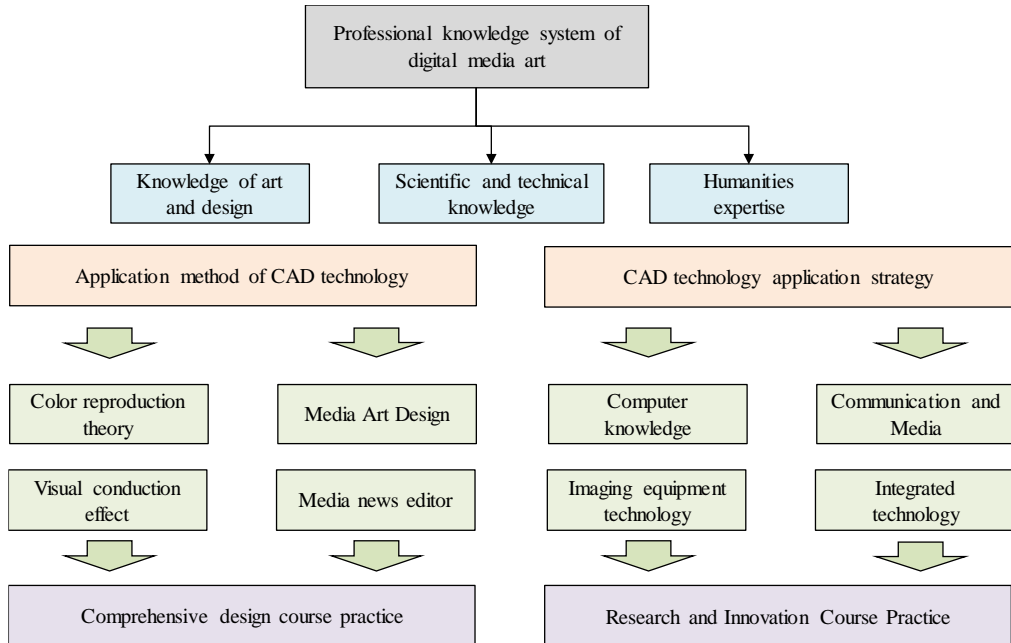 Professional knowledge system of
digital media art
Knowledge of art
and design
Scientific and technical
knowledge
Humanities
expertise
Application method of CAD technology
CAD technology application strategy
Color reproduction
theory
Media Art Design
Computer
knowledge
Communication and
Media
Visual conduction
effect
Media news editor
Imaging equipment
technology
Integrated
technology
Comprehensive design course practice
Research and Innovation Course Practice